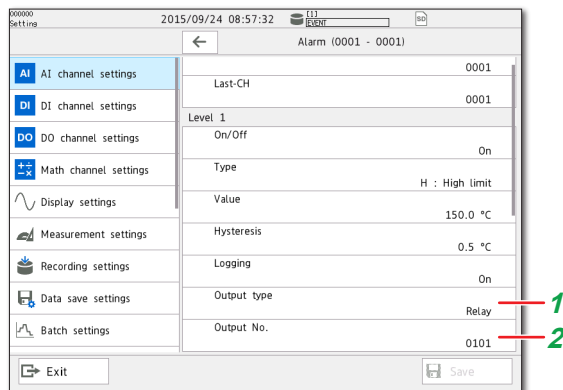 000000
Setting
2015/09/24 08:57:32
[1]
EVENT
SD
Alarm (0001 - 0001)
AI AI channel settings
DI DI channel settings
DO DO channel settings
Math channel settings
Display settings
Measurement settings
Recording settings
Data save settings
Batch settings
0001
Last-CH
0001
Level 1
On/Off
On
Type
H : High limit
Value
150.0 °C
Hysteresis
0.5 °C
Logging
On
Output type
Relay
1
Output No.
0101
2
Exit
Save